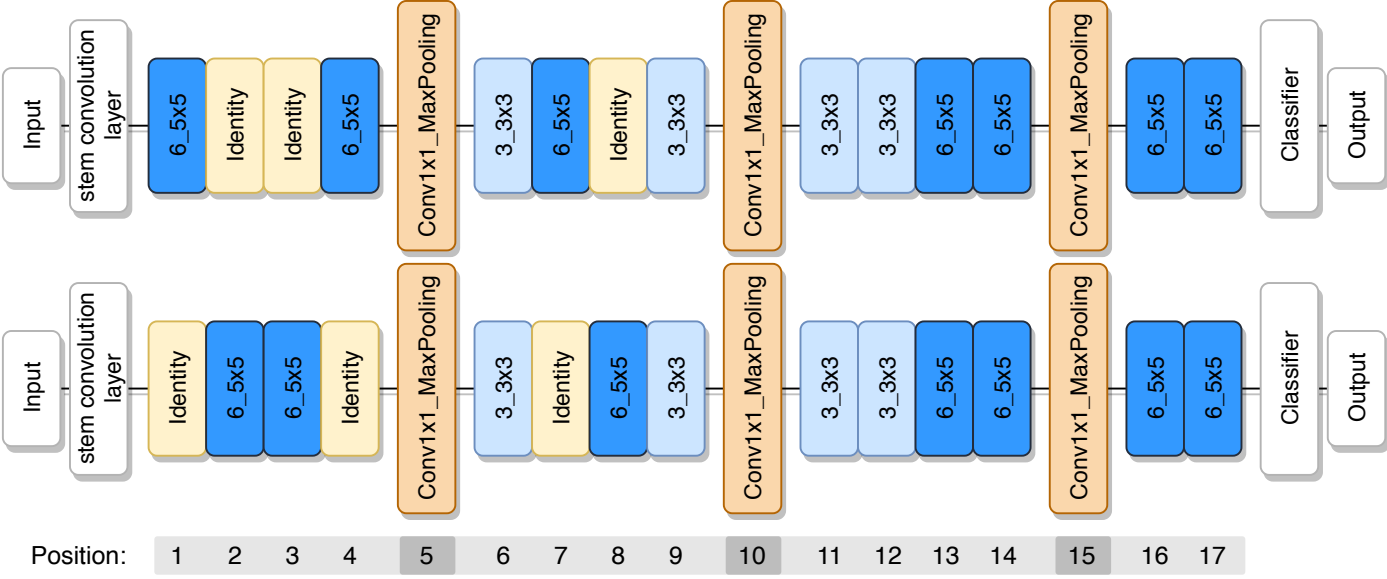 Input
stem convolution
layer
6_5x5
Identity
Identity
6_5x5
Conv1x1_MaxPooling
3_3x3
6_5x5
Identity
3_3x3
Conv1x1_MaxPooling
3_3x3
3_3x3
6_5x5
6_5x5
Conv1x1_MaxPooling
6_5x5
6_5x5
Classifier
Output
Input
stem convolution
layer
Identity
6_5x5
6_5x5
Identity
Conv1x1_MaxPooling
3_3x3
Identity
6_5x5
3_3x3
Conv1x1_MaxPooling
3_3x3
3_3x3
6_5x5
6_5x5
Conv1x1_MaxPooling
6_5x5
6_5x5
Classifier
Output
Position: 1 2 3 4 5 6 7 8 9 10 11 12 13 14 15 16 17